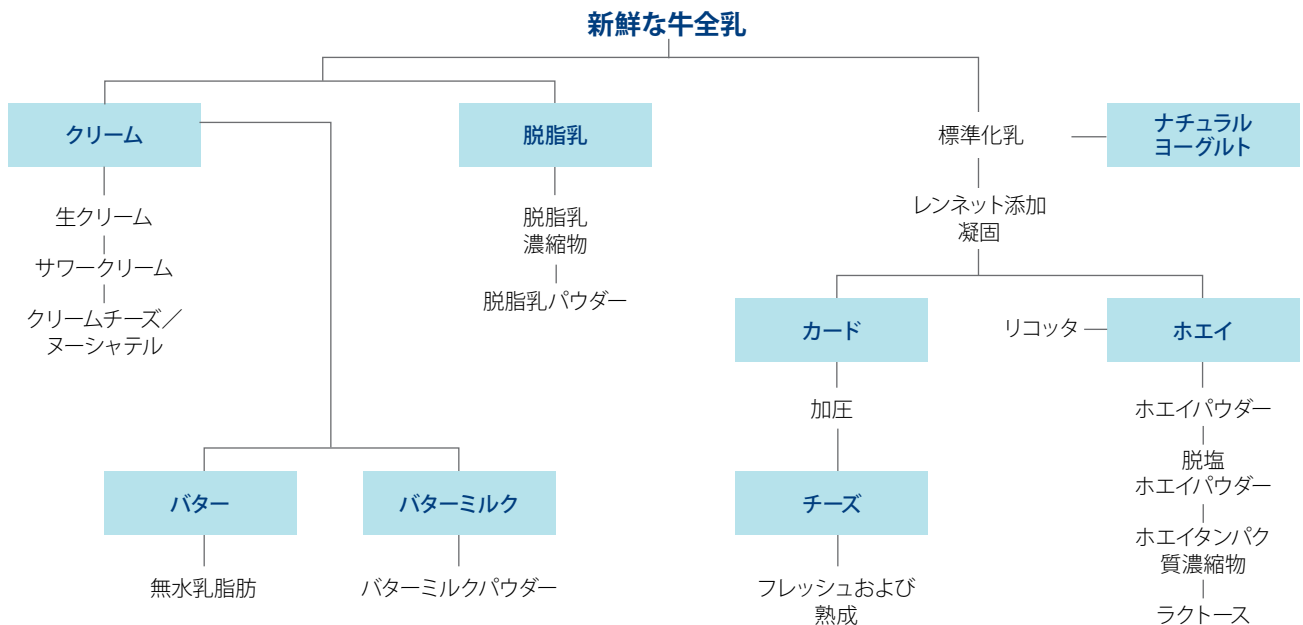 新鮮な牛全乳
クリーム
脱脂乳
標準化乳
ナチュラル
ヨーグルト
生クリーム
サワークリーム
クリームチーズ／
ヌーシャテル
脱脂乳
濃縮物
脱脂乳パウダー
レンネット添加
凝固
カード
リコッタ
ホエイ
加圧
ホエイパウダー
脱塩
ホエイパウダー
バター
バターミルク
チーズ
ホエイタンパク
質濃縮物
無水乳脂肪
バターミルクパウダー
フレッシュおよび
熟成
ラクトース